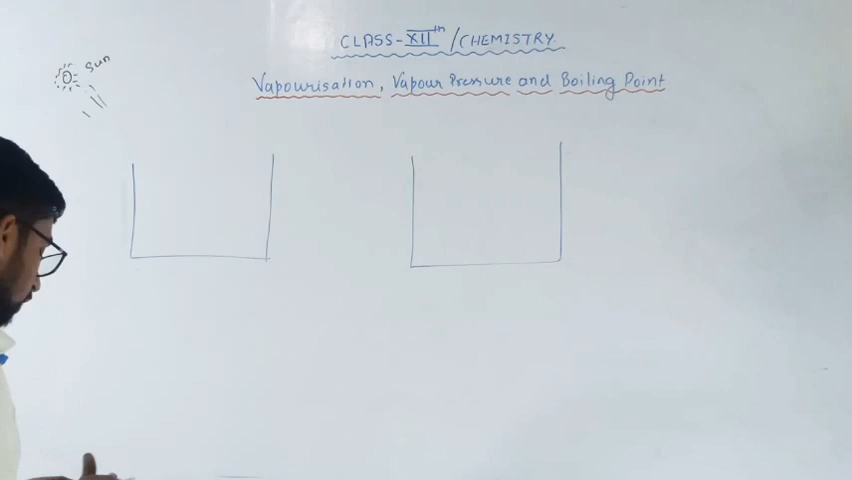 CLASS-XIIth/CHEMISTRY.
Sun
Vapourisation, Vapour Pressure and Boiling Point